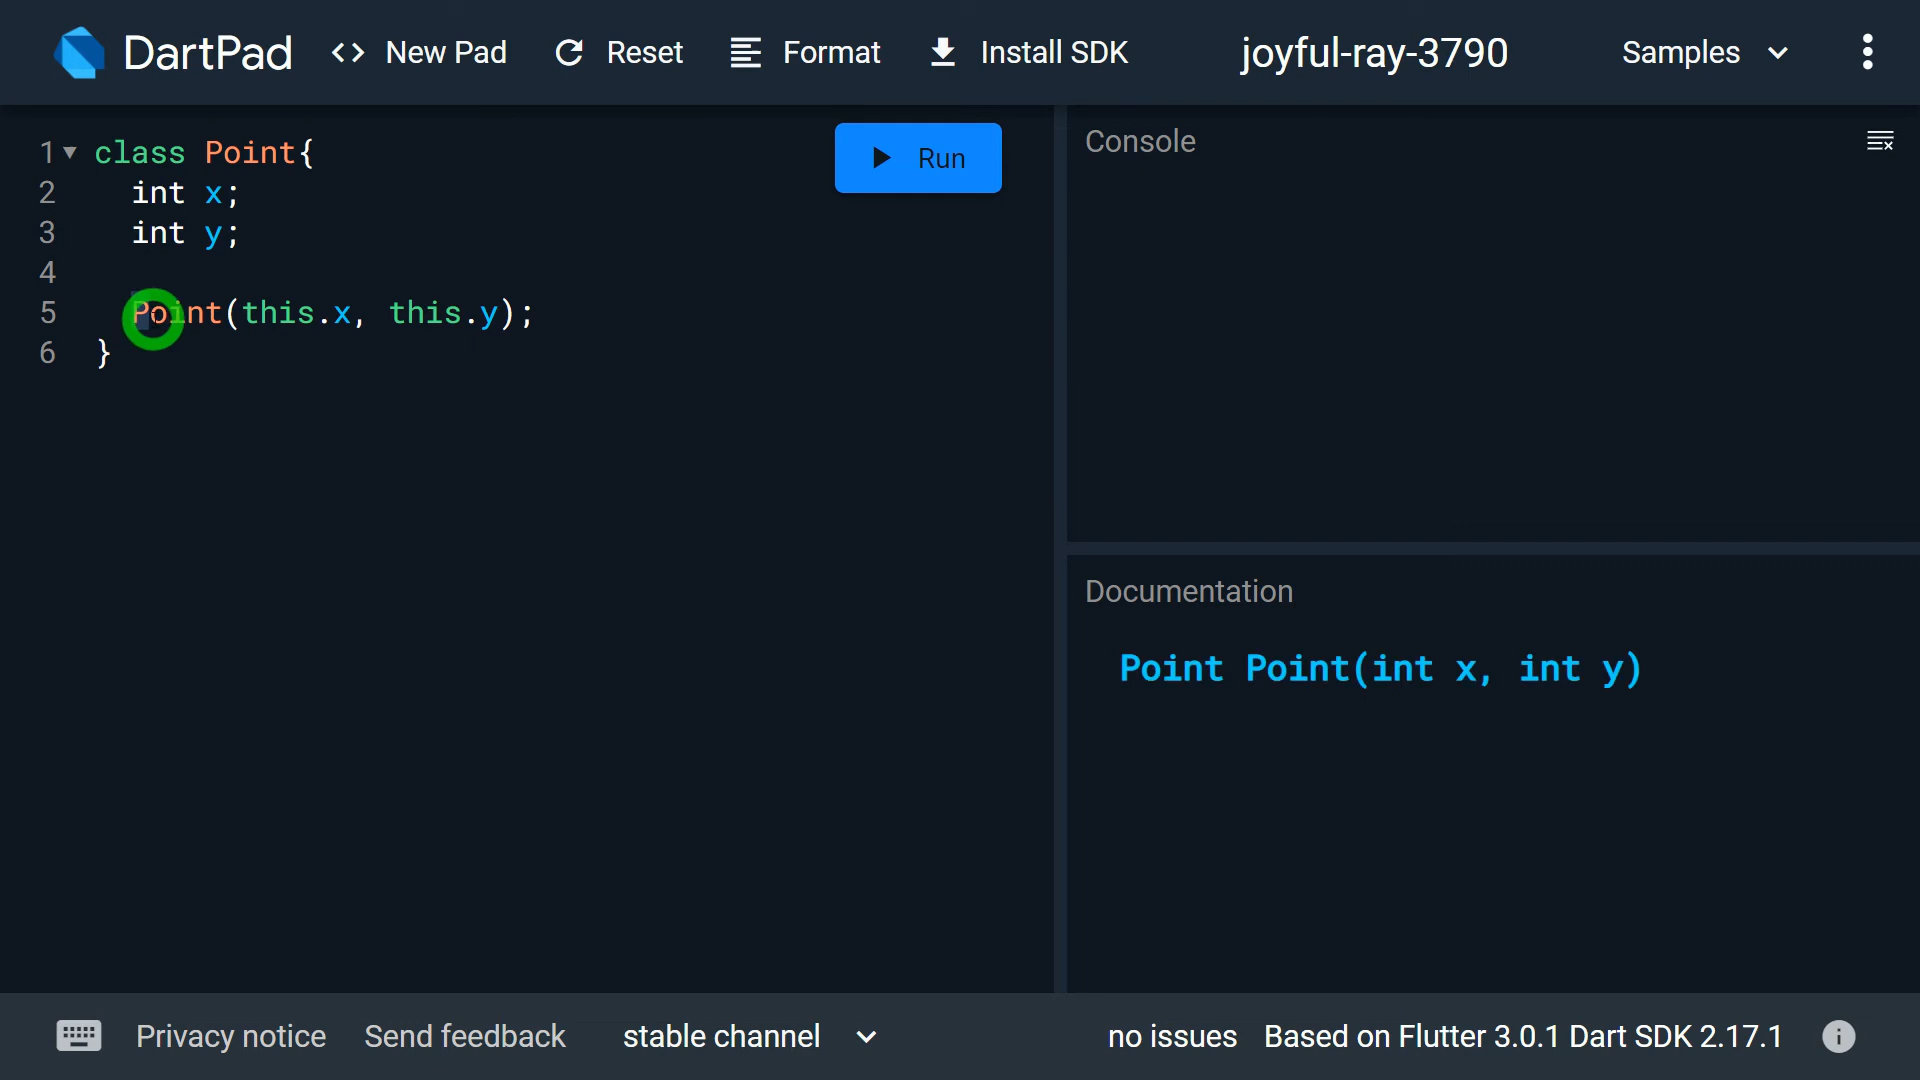 DartPad <> New Pad Reset Format Install SDK joyful-ray-3790 Samples
1 class Point{
2 int x;
3 int y;
4
5 Point(this.x, this.y);
6 }
Run
Console
Documentation
Point Point(int x, int y)
Privacy notice Send feedback stable channel no issues Based on Flutter 3.0.1 Dart SDK 2.17.1